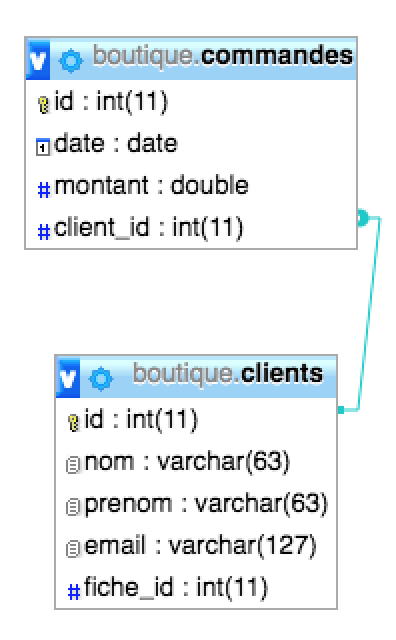 boutique.commandes
id : int(11)
date : date
# montant : double
# client_id : int(11)
boutique.clients
id : int(11)
nom : varchar(63)
prenom : varchar(63)
email : varchar(127)
# fiche_id : int(11)